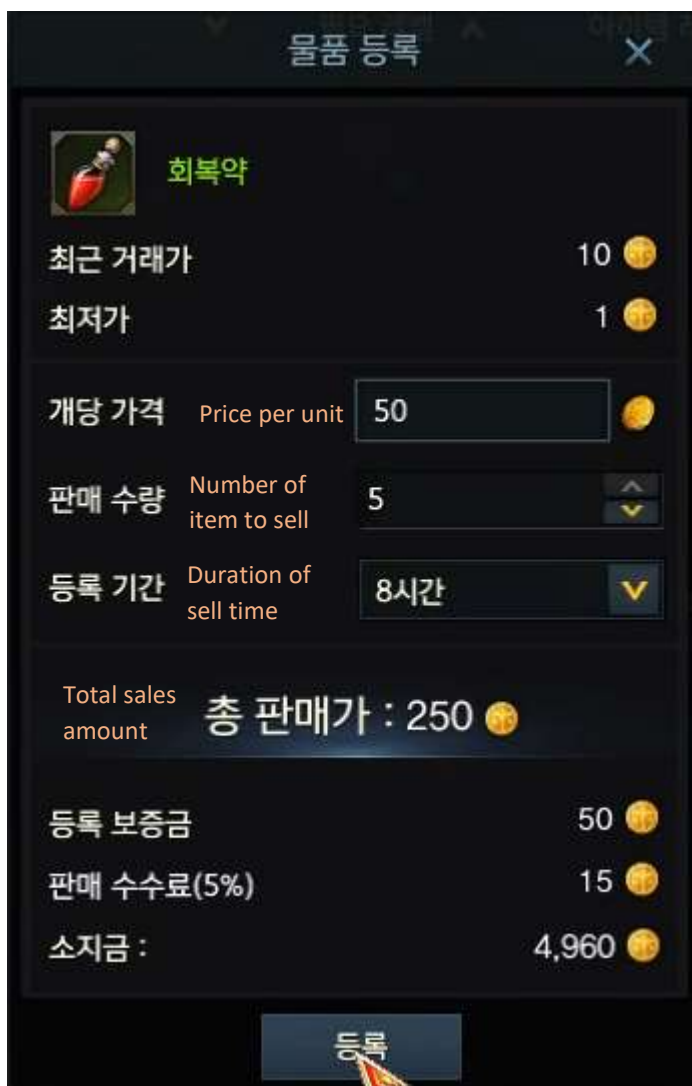 물품 등록
회복약
최근 거래가 10
최저가 1
개당 가격 Price per unit 50
판매 수량 Number of item to sell 5
등록 기간 Duration of sell time 8시간
Total sales amount 총 판매가 : 250
등록 보증금 50
판매 수수료(5%) 15
소지금 : 4,960
등록